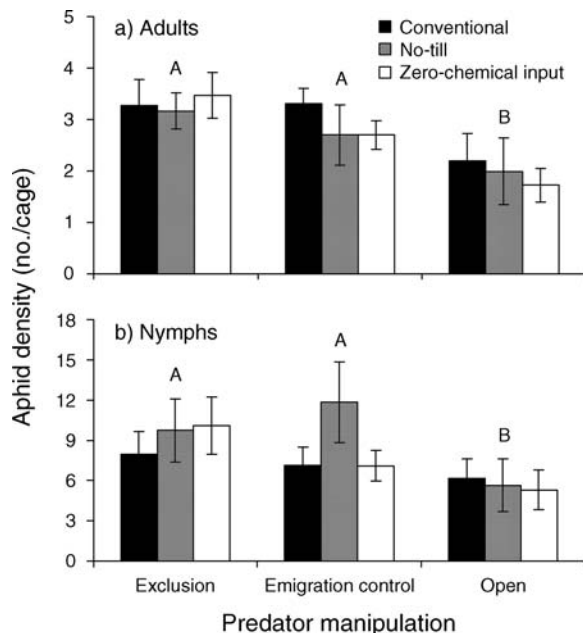 a) Adults
Conventional
No-till
Zero-chemical input
5
4
3
2
1
0
A
A
B
Aphid density (no./cage)
b) Nymphs
18
15
12
9
6
3
0
A
A
B
Exclusion Emigration control Open
Predator manipulation